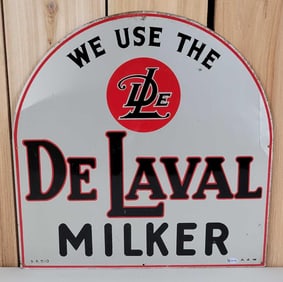 WE USE THE
DLE
DE LAVAL
MILKER